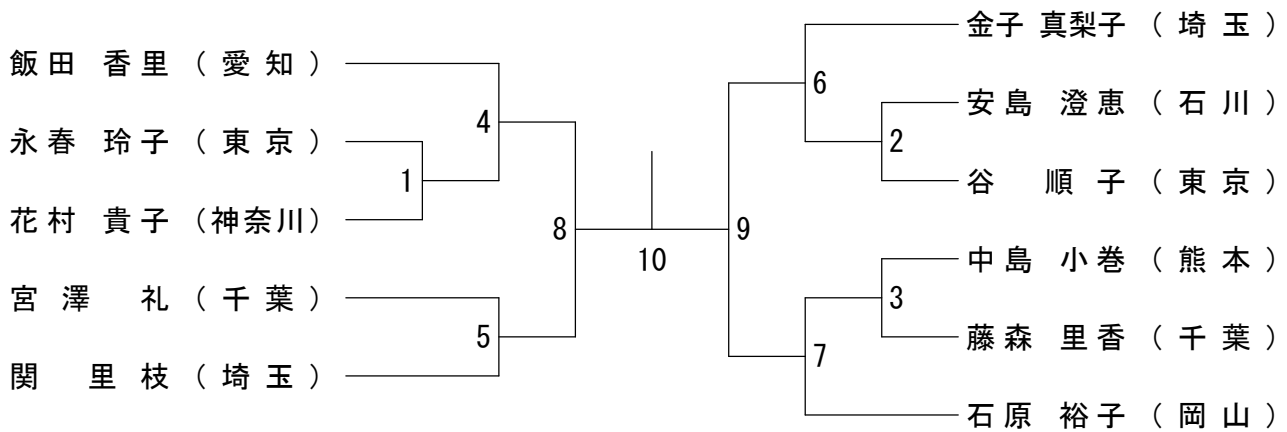 飯田 香里 (愛知)
永春 玲子 (東京)
花村 貴子 (神奈川)
宮澤 礼 (千葉)
関 里枝 (埼玉)
1
4
5
8
10
9
6
2
3
7
金子 真梨子 (埼玉)
安島 澄恵 (石川)
谷 順子 (東京)
中島 小巻 (熊本)
藤森 里香 (千葉)
石原 裕子 (岡山)